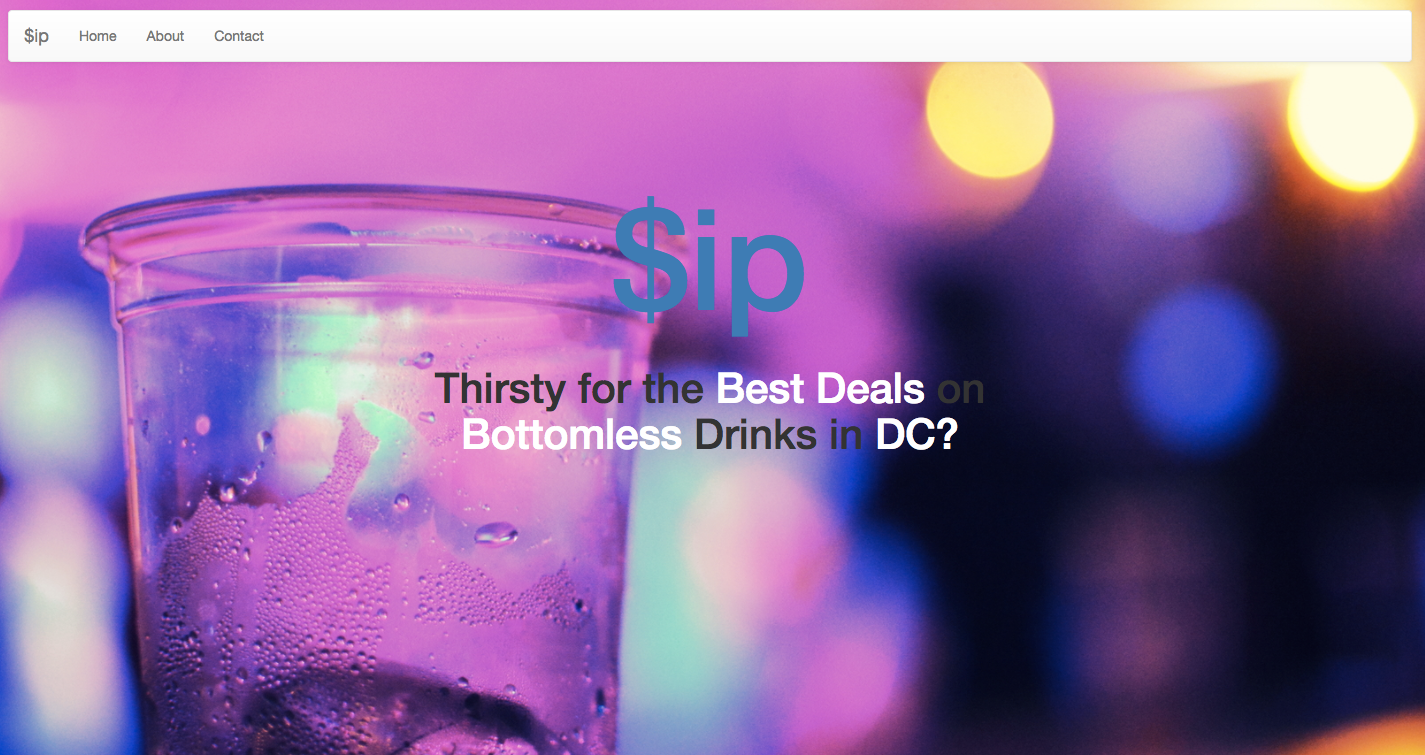 $ip Home About Contact
$ip
Thirsty for the Best Deals on
Bottomless Drinks in DC?